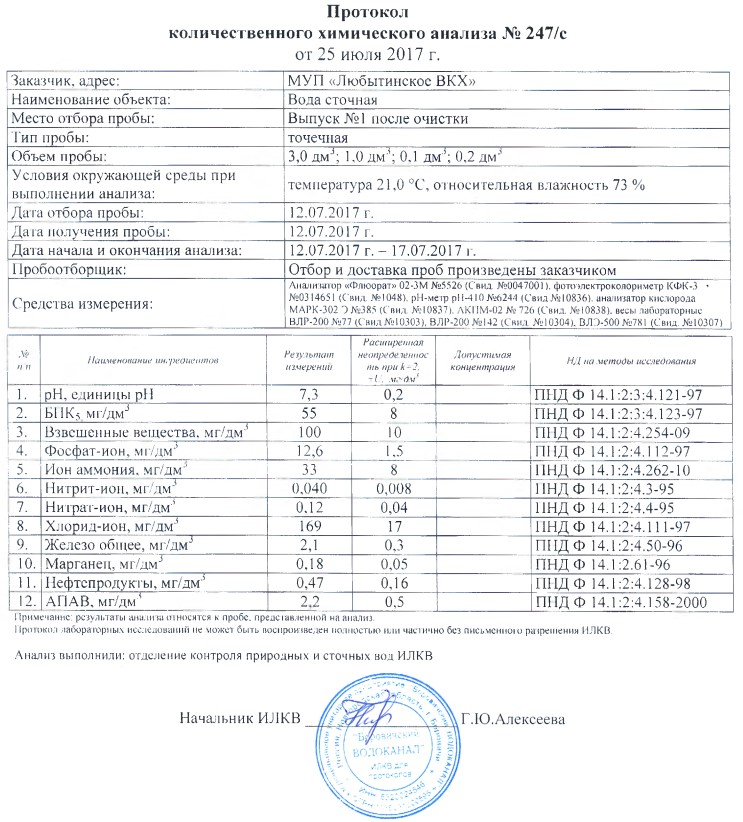 Протокол
количественного химического анализа № 247/с
от 25 июля 2017 г.
Заказчик, адрес: МУП «Любытинское ВКХ»
Наименование объекта: Вода сточная
Место отбора пробы: Выпуск №1 после очистки
Тип пробы: точечная
Объем пробы: 3,0 дм³; 1,0 дм³; 0,1 дм³; 0,2 дм³
Условия окружающей среды при
выполнении анализа: температура 21,0 °С, относительная влажность 73 %
Дата отбора пробы: 12.07.2017 г.
Дата получения пробы: 12.07.2017 г.
Дата начала и окончания анализа: 12.07.2017 г. – 17.07.2017 г.
Пробоотборщик: Отбор и доставка проб произведены заказчиком
Средства измерения: Анализатор «Флюорат» 02-3М №5526 (Свид. №0047001), фотоэлектроколориметр КФК-3
№0314651 (Свид. №1048), рН-метр рН-410 №6244 (Свид №10836), анализатор кислорода
МАРК-302 Э №385 (Свид. №10837), АКПМ-02 № 726 (Свид. №10838), весы лабораторные
ВЛР-200 №77 (Свид №10303), ВЛР-200 №142 (Свид. №10304), ВЛЭ-500 №781 (Свид. №10307)
№ п/п Наименование ингредиентов Результат измерений Расширенная неопределенность при k=2, ±U, мг/дм³ Допустимая концентрация НД на методы исследования
1. рН, единицы рН 7,3 0,2 ПНД Ф 14.1:2:3:4.121-97
2. БПК₅, мг/дм³ 55 8 ПНД Ф 14.1:2:3:4.123-97
3. Взвешенные вещества, мг/дм³ 100 10 ПНД Ф 14.1:2:4.254-09
4. Фосфат-ион, мг/дм³ 12,6 1,5 ПНД Ф 14.1:2:4.112-97
5. Ион аммония, мг/дм³ 33 8 ПНД Ф 14.1:2:4.262-10
6. Нитрит-ион, мг/дм³ 0,040 0,008 ПНД Ф 14.1:2:4.3-95
7. Нитрат-ион, мг/дм³ 0,12 0,04 ПНД Ф 14.1:2:4.4-95
8. Хлорид-ион, мг/дм³ 169 17 ПНД Ф 14.1:2:4.111-97
9. Железо общее, мг/дм³ 2,1 0,3 ПНД Ф 14.1:2:4.50-96
10. Марганец, мг/дм³ 0,18 0,05 ПНД Ф 14.1:2.61-96
11. Нефтепродукты, мг/дм³ 0,47 0,16 ПНД Ф 14.1:2:4.128-98
12. АПАВ, мг/дм³ 2,2 0,5 ПНД Ф 14.1:2:4.158-2000
Примечание: результаты анализа относятся к пробе, представленной на анализ.
Протокол лабораторных исследований не может быть воспроизведен полностью или частично без письменного разрешения ИЛКВ.
Анализ выполнили: отделение контроля природных и сточных вод ИЛКВ
Начальник ИЛКВ Г.Ю.Алексеева
"Боровичский
ВОДОКАНАЛ"
ИЛКВ для
протоколов